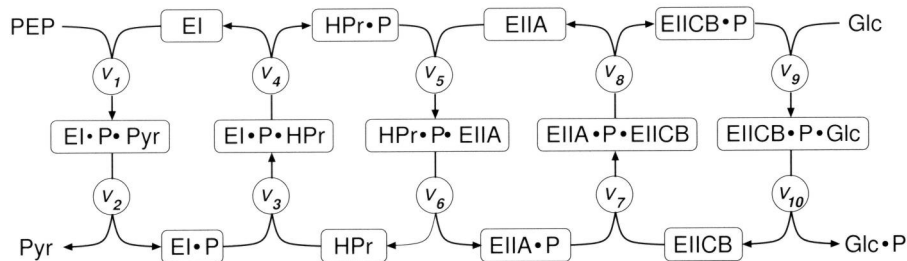 PEP EI HPr•P EIIA EIICB•P Glc
v1 v4 v5 v8 v9
EI•P•Pyr EI•P•HPr HPr•P•EIIA EIIA•P•EIICB EIICB•P•Glc
v2 v3 v6 v7 v10
Pyr EI•P HPr EIIA•P EIICB Glc•P